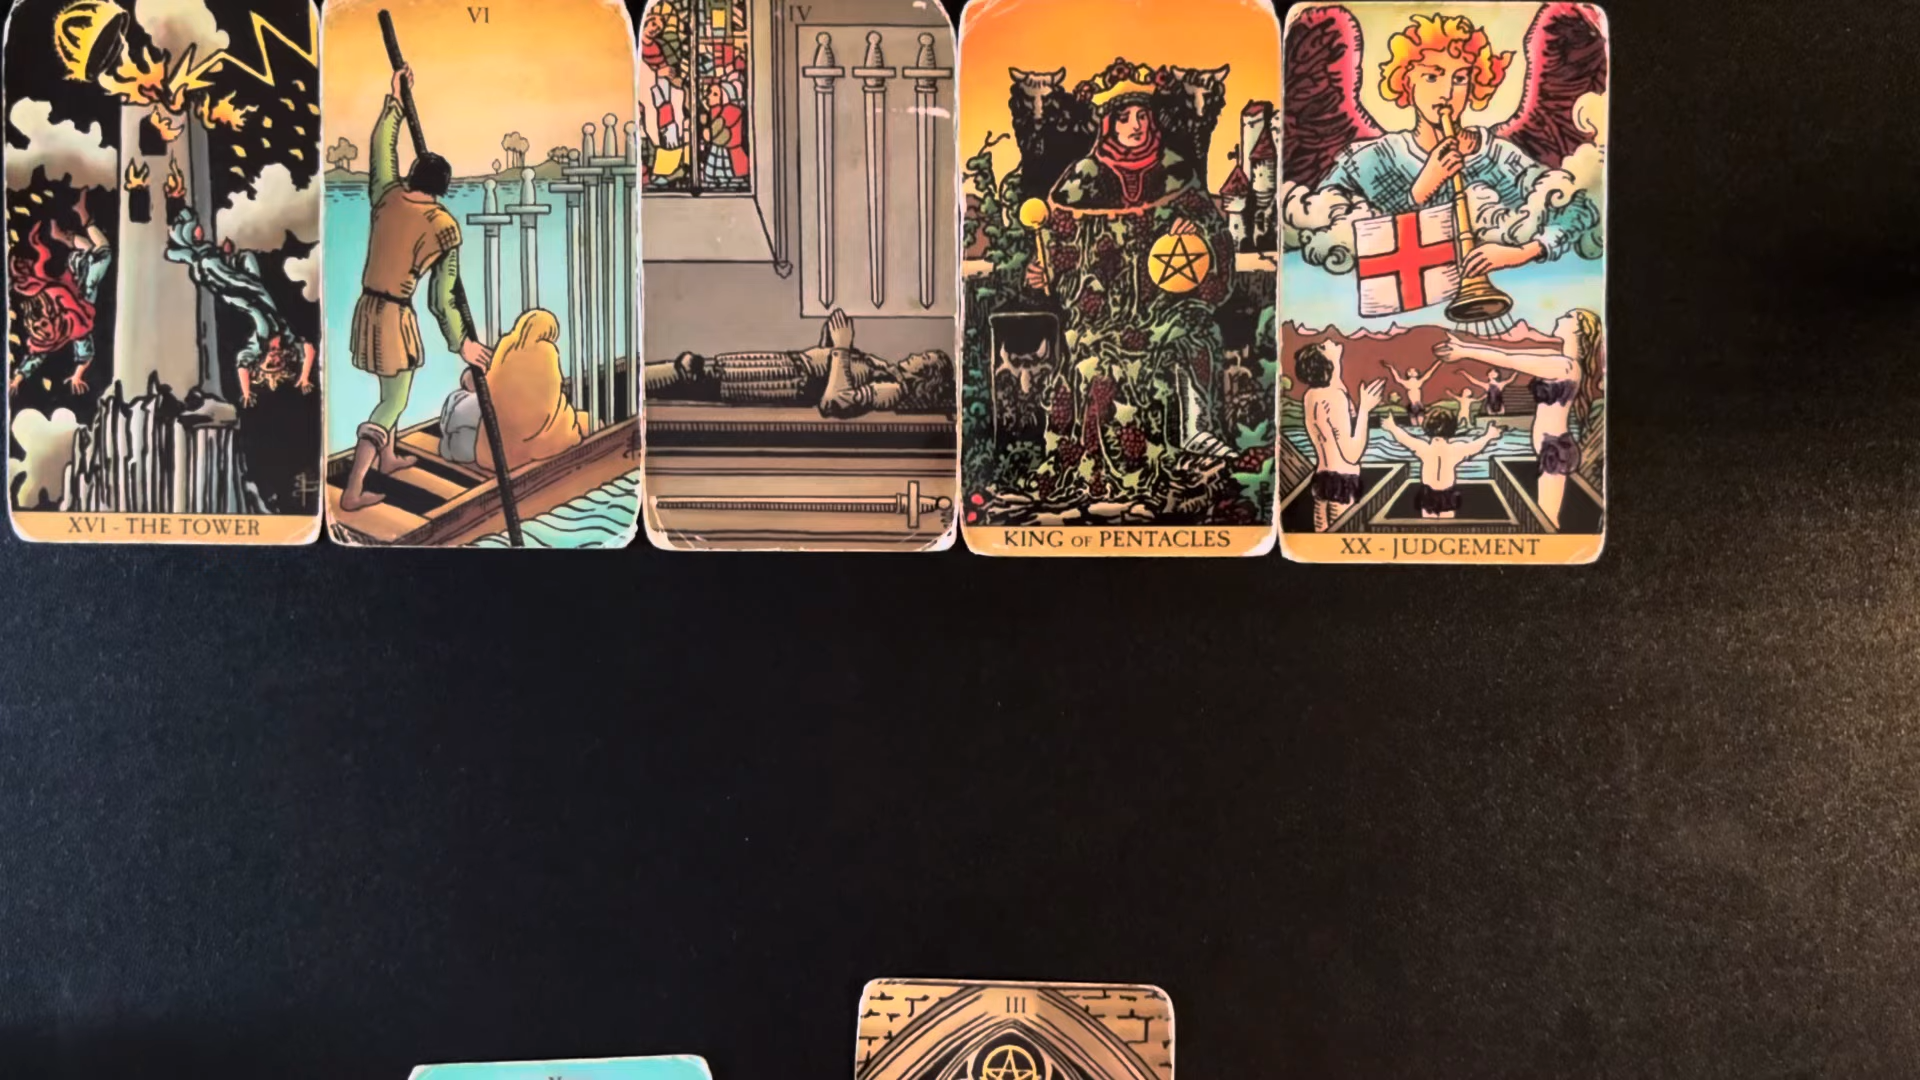 VI
IV
XVI - THE TOWER
KING OF PENTACLES
XX - JUDGEMENT
III